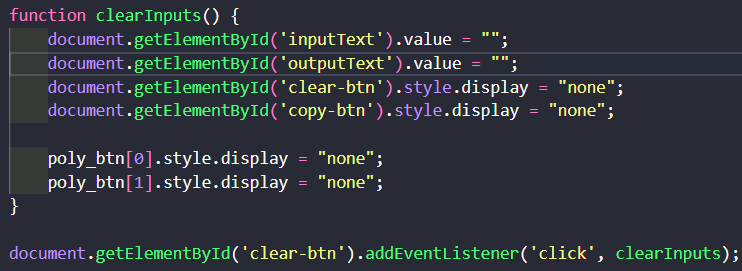 function clearInputs() {
    document.getElementById('inputText').value = "";
    document.getElementById('outputText').value = "";
    document.getElementById('clear-btn').style.display = "none";
    document.getElementById('copy-btn').style.display = "none";

    poly_btn[0].style.display = "none";
    poly_btn[1].style.display = "none";
}

document.getElementById('clear-btn').addEventListener('click', clearInputs);